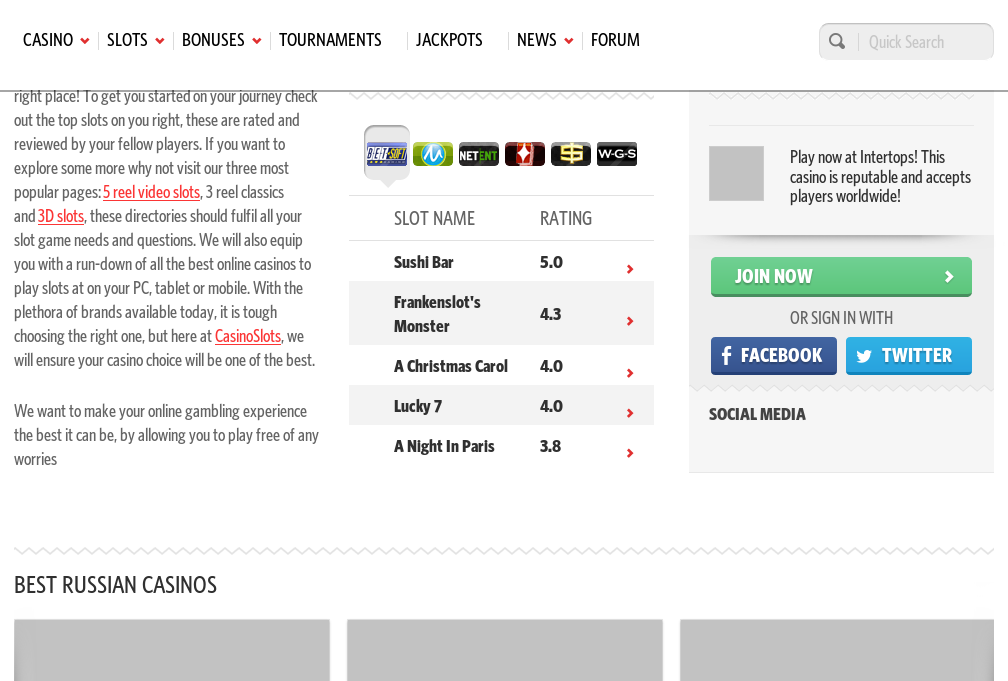 CASINO
SLOTS
BONUSES
TOURNAMENTS
JACKPOTS
NEWS
FORUM
Quick Search
right place! To get you started on your journey check
out the top slots on you right, these are rated and
reviewed by your fellow players. If you want to
explore some more why not visit our three most
popular pages: 5 reel video slots, 3 reel classics
and 3D slots, these directories should fulfil all your
slot game needs and questions. We will also equip
you with a run-down of all the best online casinos to
play slots at on your PC, tablet or mobile. With the
plethora of brands available today, it is tough
choosing the right one, but here at CasinoSlots, we
will ensure your casino choice will be one of the best.
We want to make your online gambling experience
the best it can be, by allowing you to play free of any
worries
BETSOFT
NETENT
W·G·S
SLOT NAME RATING
Sushi Bar 5.0
Frankenslot's
Monster 4.3
A Christmas Carol 4.0
Lucky 7 4.0
A Night In Paris 3.8
Play now at Intertops! This
casino is reputable and accepts
players worldwide!
JOIN NOW
OR SIGN IN WITH
FACEBOOK
TWITTER
SOCIAL MEDIA
BEST RUSSIAN CASINOS